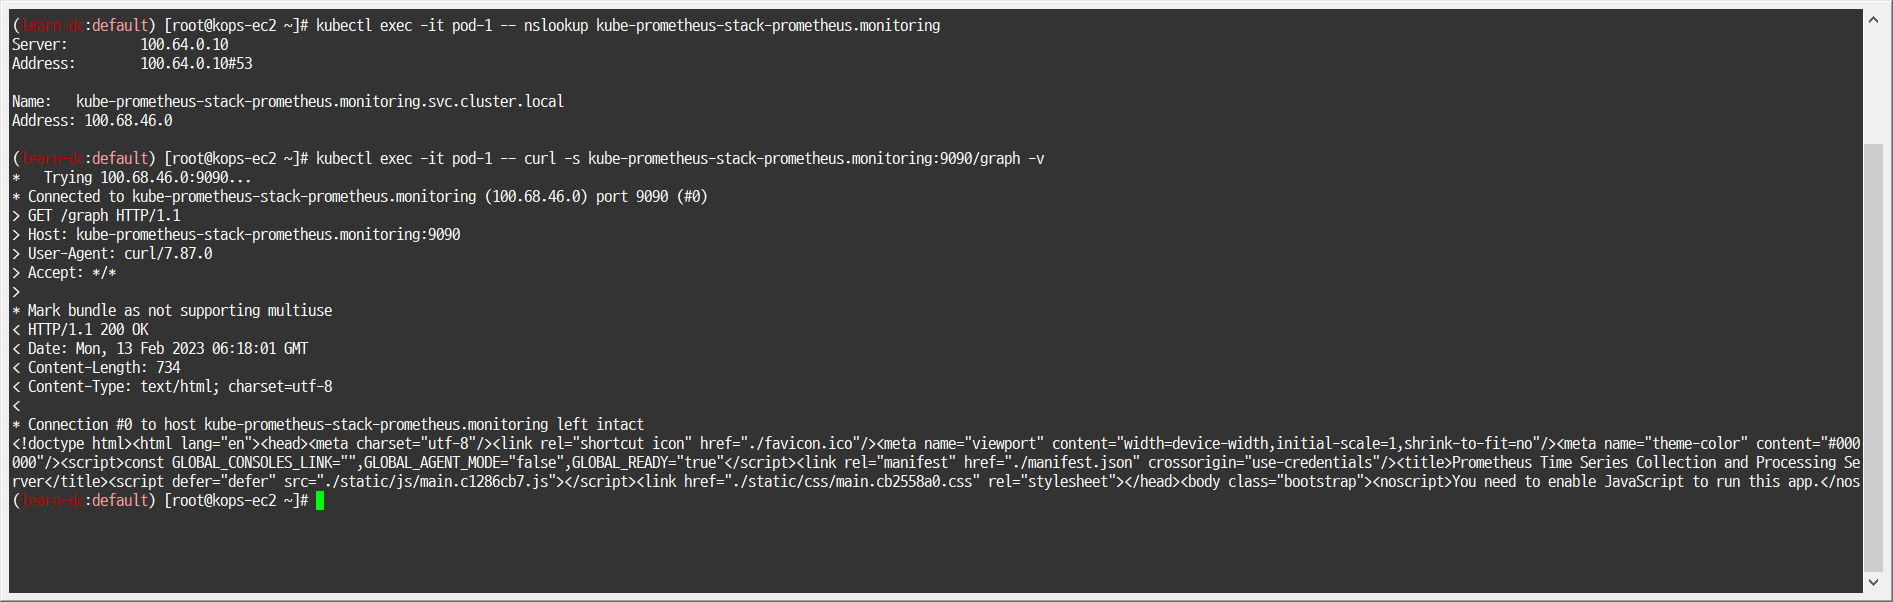 (learn-dc:default) [root@kops-ec2 ~]# kubectl exec -it pod-1 -- nslookup kube-prometheus-stack-prometheus.monitoring
Server:         100.64.0.10
Address:        100.64.0.10#53
Name:   kube-prometheus-stack-prometheus.monitoring.svc.cluster.local
Address: 100.68.46.0
(learn-dc:default) [root@kops-ec2 ~]# kubectl exec -it pod-1 -- curl -s kube-prometheus-stack-prometheus.monitoring:9090/graph -v
*   Trying 100.68.46.0:9090...
* Connected to kube-prometheus-stack-prometheus.monitoring (100.68.46.0) port 9090 (#0)
> GET /graph HTTP/1.1
> Host: kube-prometheus-stack-prometheus.monitoring:9090
> User-Agent: curl/7.87.0
> Accept: */*
>
* Mark bundle as not supporting multiuse
< HTTP/1.1 200 OK
< Date: Mon, 13 Feb 2023 06:18:01 GMT
< Content-Length: 734
< Content-Type: text/html; charset=utf-8
<
* Connection #0 to host kube-prometheus-stack-prometheus.monitoring left intact
<!doctype html><html lang="en"><head><meta charset="utf-8"/><link rel="shortcut icon" href="./favicon.ico"/><meta name="viewport" content="width=device-width,initial-scale=1,shrink-to-fit=no"/><meta name="theme-color" content="#000
000"/><script>const GLOBAL_CONSOLES_LINK="",GLOBAL_AGENT_MODE="false",GLOBAL_READY="true"</script><link rel="manifest" href="./manifest.json" crossorigin="use-credentials"/><title>Prometheus Time Series Collection and Processing Se
rver</title><script defer="defer" src="./static/js/main.c1286cb7.js"></script><link href="./static/css/main.cb2558a0.css" rel="stylesheet"></head><body class="bootstrap"><noscript>You need to enable JavaScript to run this app.</nos
(learn-dc:default) [root@kops-ec2 ~]#